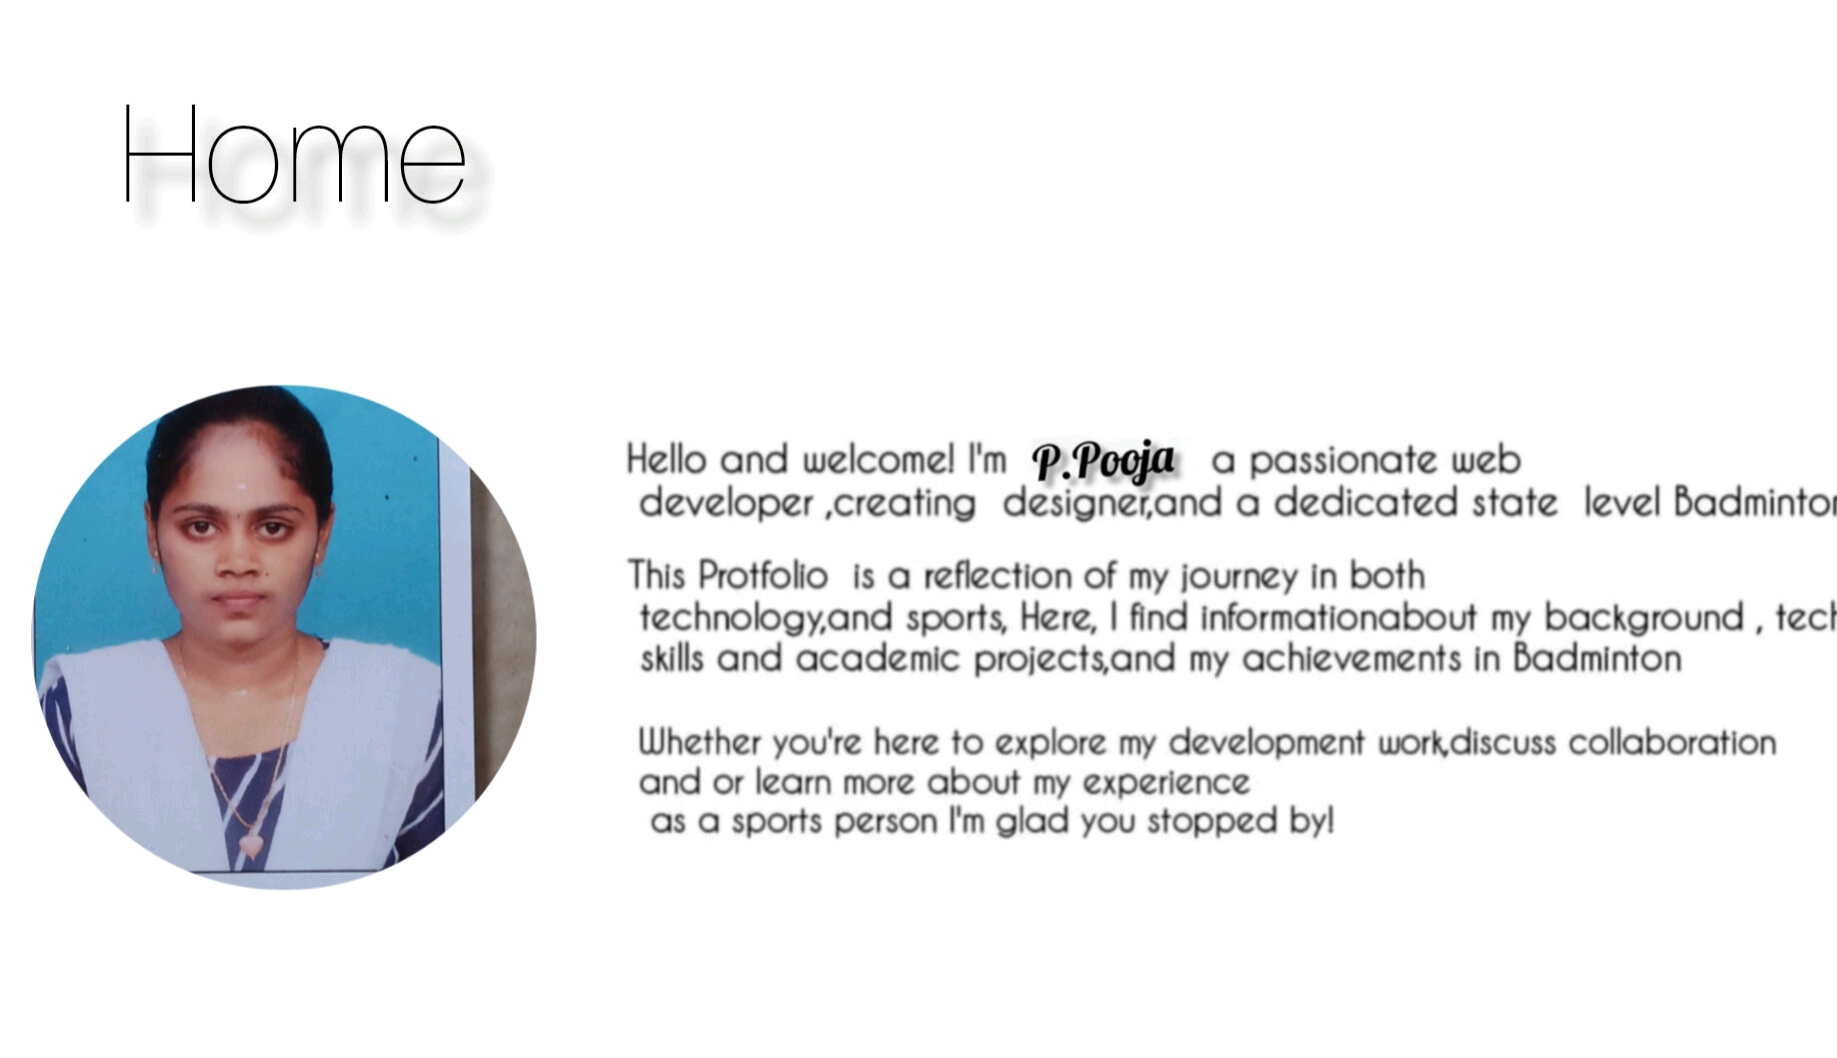 Home
Hello and welcome! I'm P.Pooja a passionate web
developer ,creating designer,and a dedicated state level Badminton
This Protfolio is a reflection of my journey in both
technology,and sports, Here, I find informationabout my background , tech
skills and academic projects,and my achievements in Badminton
Whether you're here to explore my development work,discuss collaboration
and or learn more about my experience
as a sports person I'm glad you stopped by!